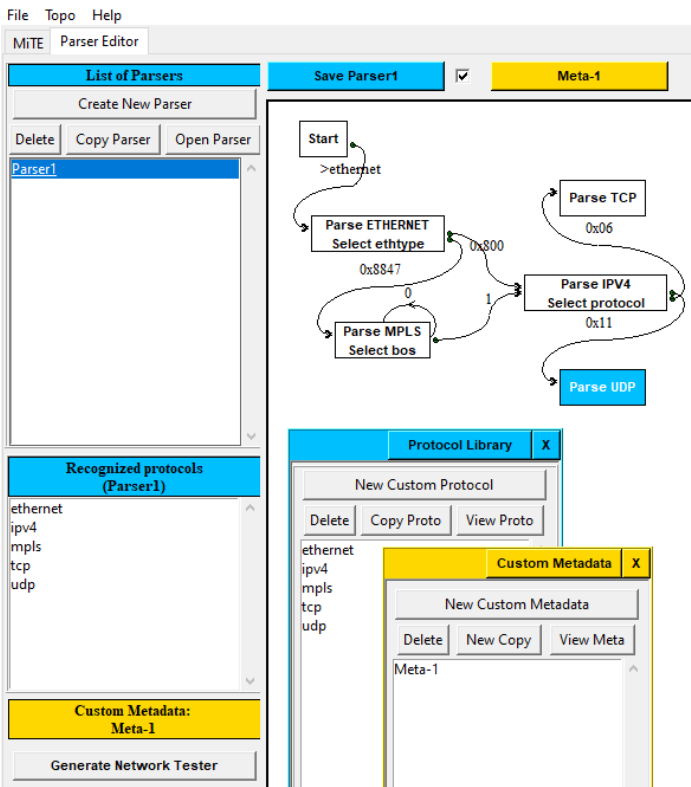 File Topo Help
MiTE Parser Editor
List of Parsers
Create New Parser
Delete Copy Parser Open Parser
Parser1
Recognized protocols
(Parser1)
ethernet
ipv4
mpls
tcp
udp
Custom Metadata:
Meta-1
Generate Network Tester
Save Parser1
Meta-1
Start
>ethernet
Parse ETHERNET
Select ethtype
0x800
0x8847
0
1
Parse MPLS
Select bos
Parse TCP
0x06
Parse IPV4
Select protocol
0x11
Parse UDP
Protocol Library X
New Custom Protocol
Delete Copy Proto View Proto
ethernet
ipv4
mpls
tcp
udp
Custom Metadata X
New Custom Metadata
Delete New Copy View Meta
Meta-1